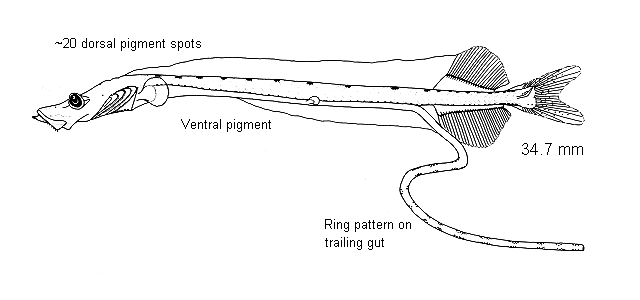 ~20 dorsal pigment spots
Ventral pigment
34.7 mm
Ring pattern on
trailing gut